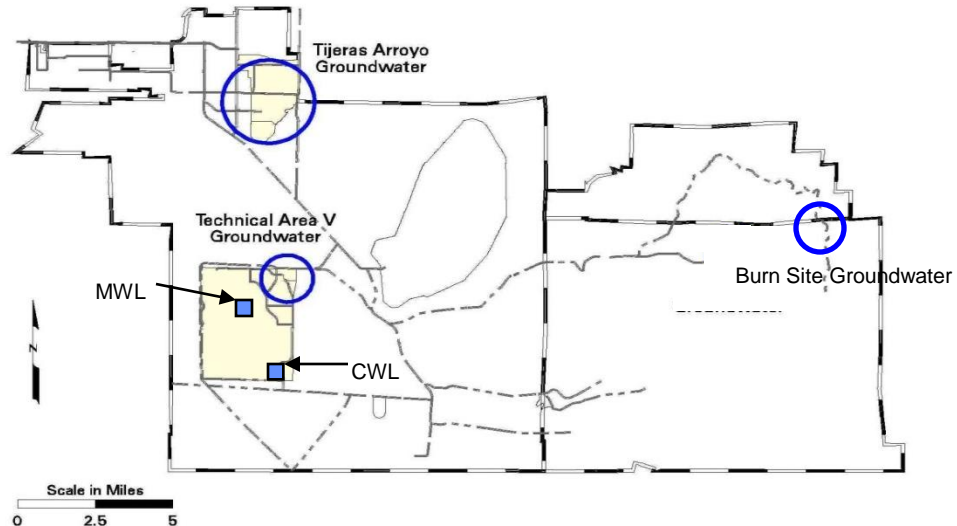 Tijeras Arroyo
Groundwater
Technical Area V
Groundwater
Burn Site Groundwater
MWL
CWL
N
Scale in Miles
0 2.5 5